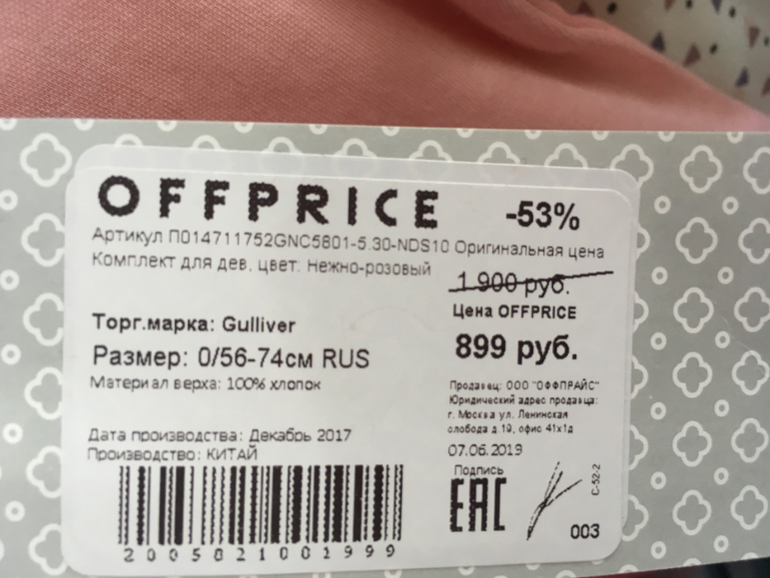 OFFPRICE
-53%
Артикул П014711752GNC5801-5.30-NDS10 Оригинальная цена
Комплект для дев, цвет: нежно-розовый
1 900 руб.
Цена OFFPRICE
899 руб.
Торг.марка: Gulliver
Размер: 0/56-74см RUS
Материал верха: 100% хлопок
Продавец: ООО "ОФФПРАЙС"
Юридический адрес продавца:
г. Москва ул. Ленинская
слобода д.19, офис 41х1д
Дата производства: Декабрь 2017
Производство: КИТАЙ
07.06.2019
Подпись
EAC
С-52-2
003
2005821001999